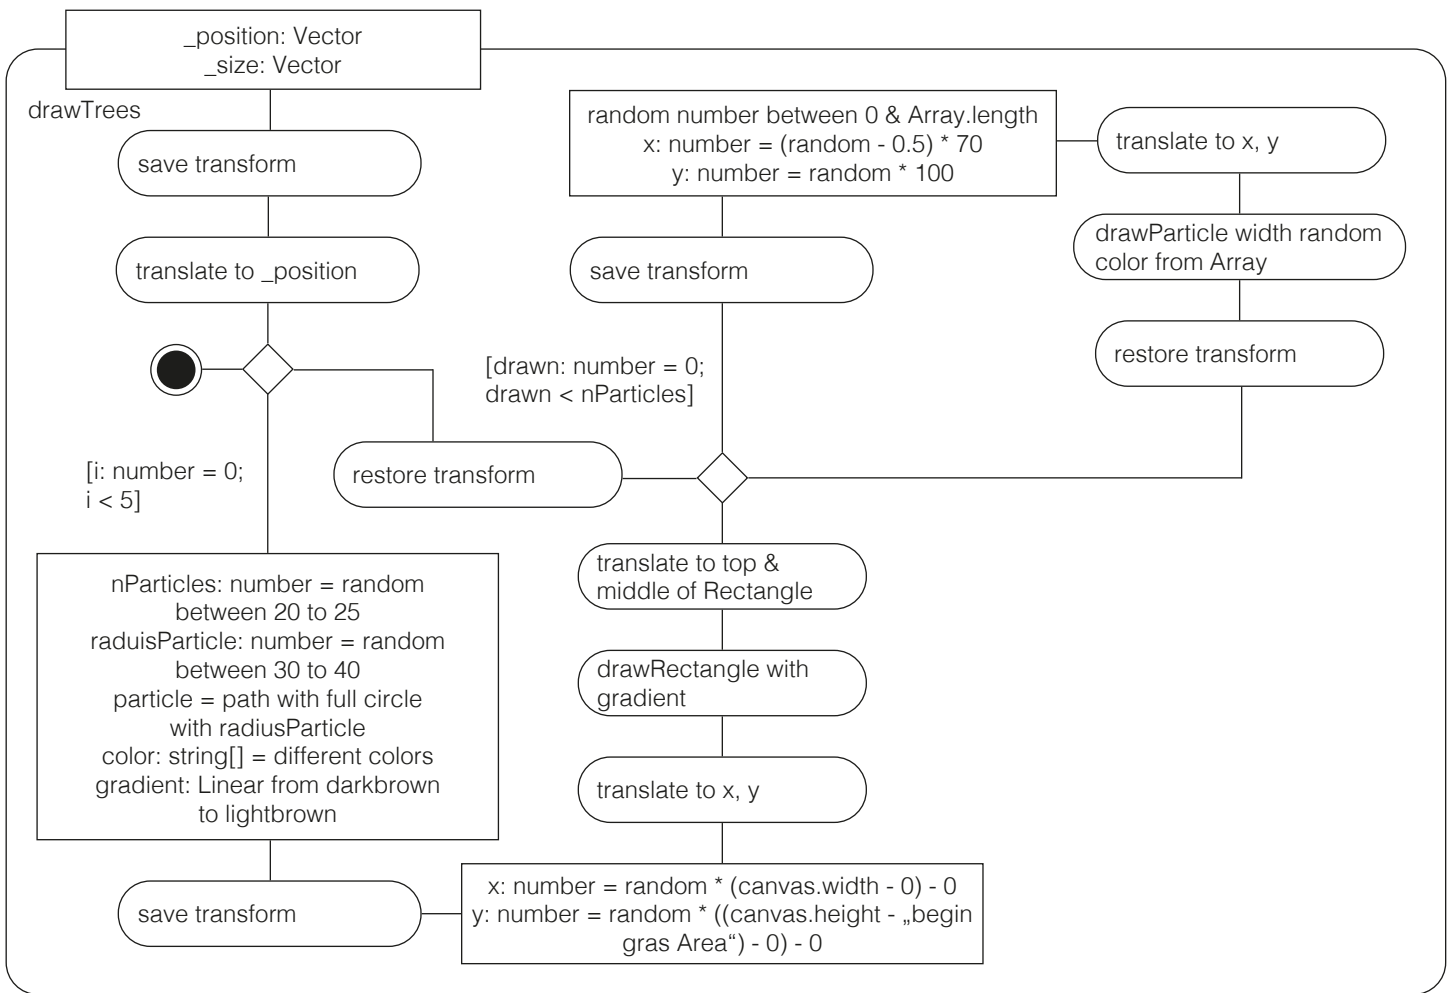 _position: Vector
_size: Vector
drawTrees
save transform
translate to _position
[i: number = 0;
i < 5]
nParticles: number = random
between 20 to 25
raduisParticle: number = random
between 30 to 40
particle = path with full circle
with radiusParticle
color: string[] = different colors
gradient: Linear from darkbrown
to lightbrown
save transform
x: number = random * (canvas.width - 0) - 0
y: number = random * ((canvas.height - „begin
gras Area“) - 0) - 0
translate to x, y
drawRectangle with
gradient
translate to top &
middle of Rectangle
[drawn: number = 0;
drawn < nParticles]
save transform
random number between 0 & Array.length
x: number = (random - 0.5) * 70
y: number = random * 100
translate to x, y
drawParticle width random
color from Array
restore transform
restore transform